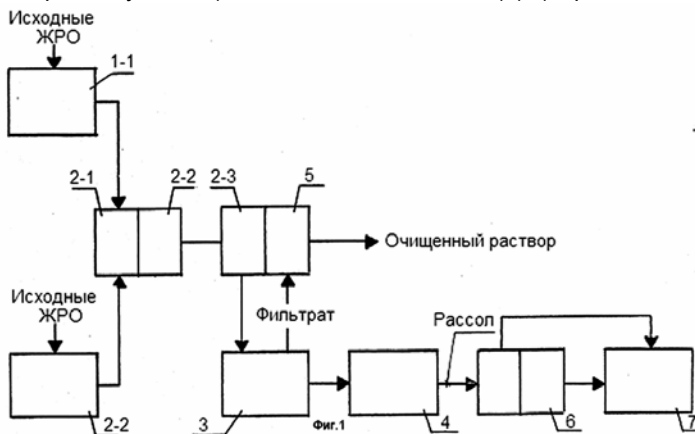 Исходные
ЖРО
1-1
2-1
2-2
2-3
5
Очищенный раствор
Исходные
ЖРО
Фильтрат
Рассол
2-2
3
Фиг.1
4
6
7